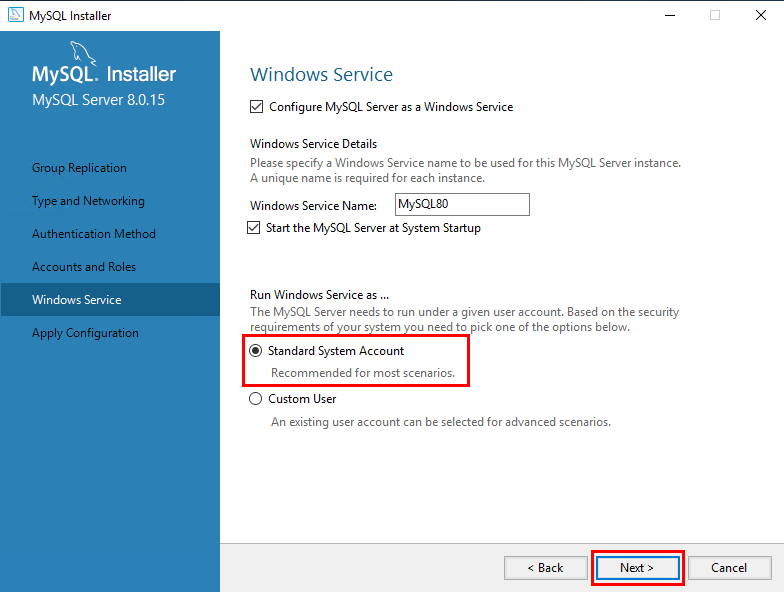 MySQL Installer
MySQL. Installer
MySQL Server 8.0.15
Group Replication
Type and Networking
Authentication Method
Accounts and Roles
Windows Service
Apply Configuration
Windows Service
Configure MySQL Server as a Windows Service
Windows Service Details
Please specify a Windows Service name to be used for this MySQL Server instance.
A unique name is required for each instance.
Windows Service Name: MySQL80
Start the MySQL Server at System Startup
Run Windows Service as ...
The MySQL Server needs to run under a given user account. Based on the security
requirements of your system you need to pick one of the options below.
Standard System Account
Recommended for most scenarios.
Custom User
An existing user account can be selected for advanced scenarios.
< Back Next > Cancel